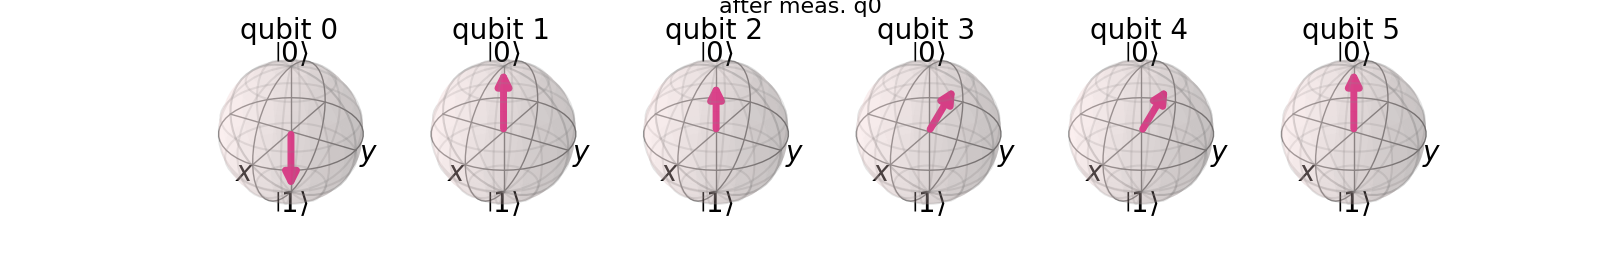 after meas. q0
qubit 0 qubit 1 qubit 2 qubit 3 qubit 4 qubit 5
|0⟩ |0⟩ |0⟩ |0⟩ |0⟩ |0⟩
x y x y x y x y x y x y
|1⟩ |1⟩ |1⟩ |1⟩ |1⟩ |1⟩